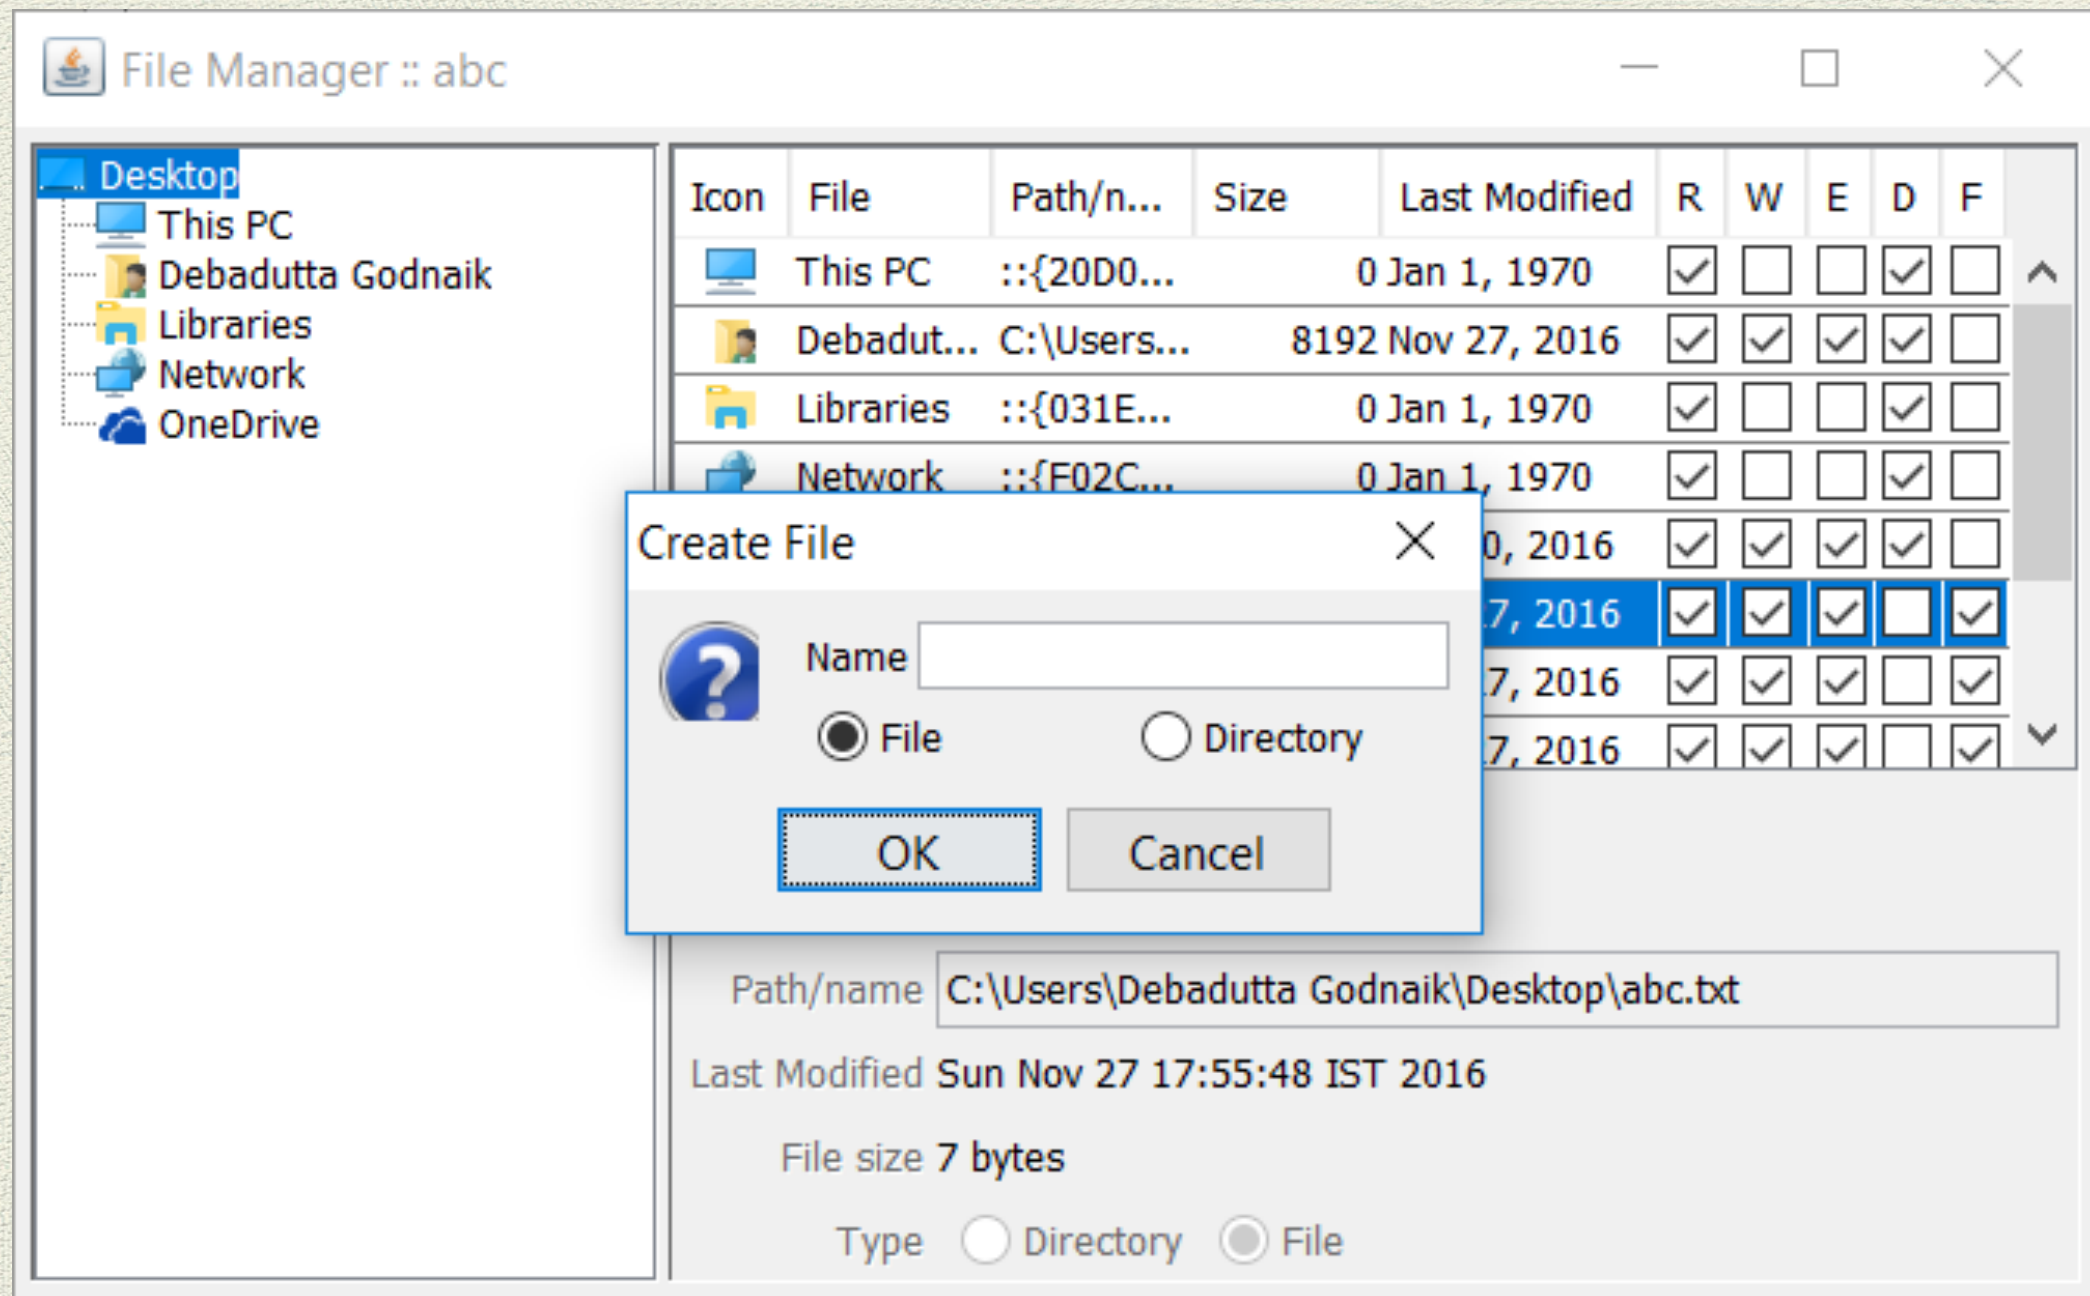 File Manager :: abc
Desktop
This PC
Debadutta Godnaik
Libraries
Network
OneDrive
Icon File Path/n... Size Last Modified R W E D F
This PC ::{20D0... 0 Jan 1, 1970
Debadut... C:\Users... 8192 Nov 27, 2016
Libraries ::{031E... 0 Jan 1, 1970
Network ::{F02C... 0 Jan 1, 1970
0, 2016
7, 2016
7, 2016
7, 2016
Create File
Name
File Directory
OK Cancel
Path/name C:\Users\Debadutta Godnaik\Desktop\abc.txt
Last Modified Sun Nov 27 17:55:48 IST 2016
File size 7 bytes
Type Directory File